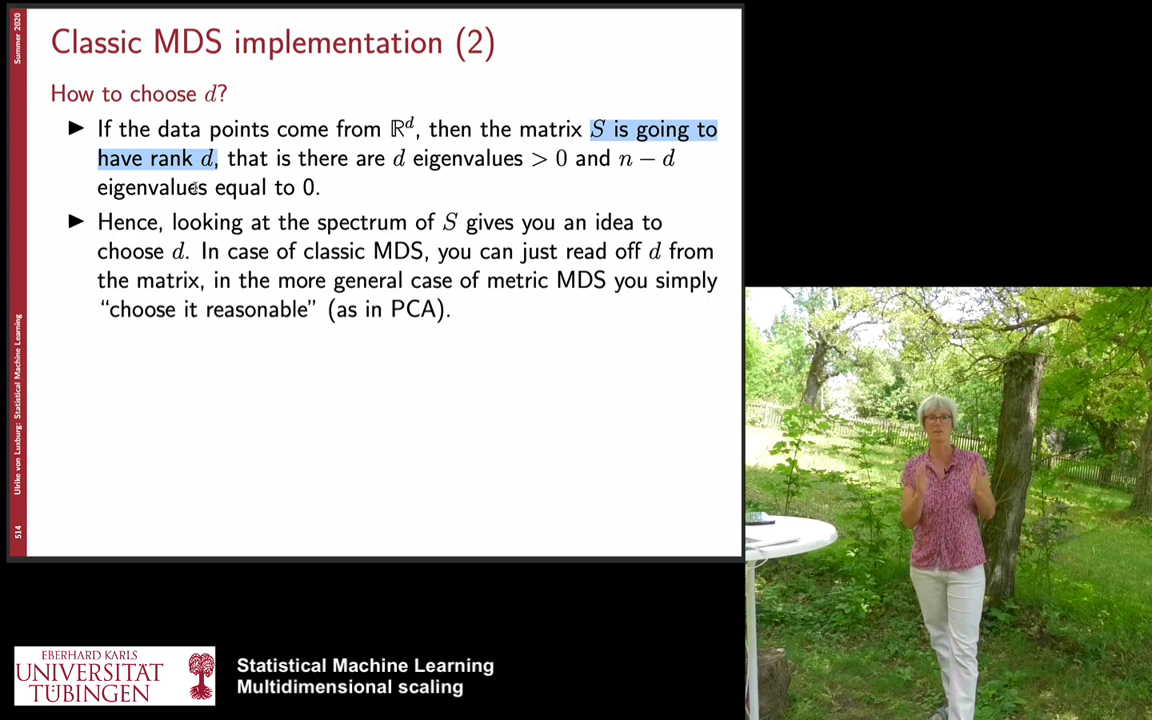 Classic MDS implementation (2)
How to choose d?
► If the data points come from ℝᵈ, then the matrix S is going to
have rank d, that is there are d eigenvalues > 0 and n − d
eigenvalues equal to 0.
► Hence, looking at the spectrum of S gives you an idea to
choose d. In case of classic MDS, you can just read off d from
the matrix, in the more general case of metric MDS you simply
“choose it reasonable” (as in PCA).
Summer 2020
Ulrike von Luxburg: Statistical Machine Learning
514
EBERHARD KARLS
UNIVERSITÄT
TÜBINGEN
Statistical Machine Learning
Multidimensional scaling